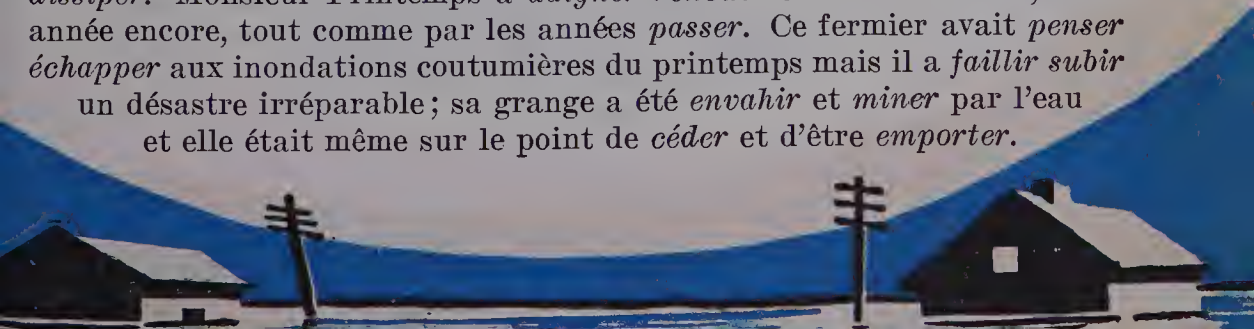 Monsieur Printemps a
année encore, tout comme par les années passer. Ce fermier avait penser
échapper aux inondations coutumières du printemps mais il a faillir subir
un désastre irréparable; sa grange a été envahir et miner par l'eau
et elle était même sur le point de céder et d'être emporter.